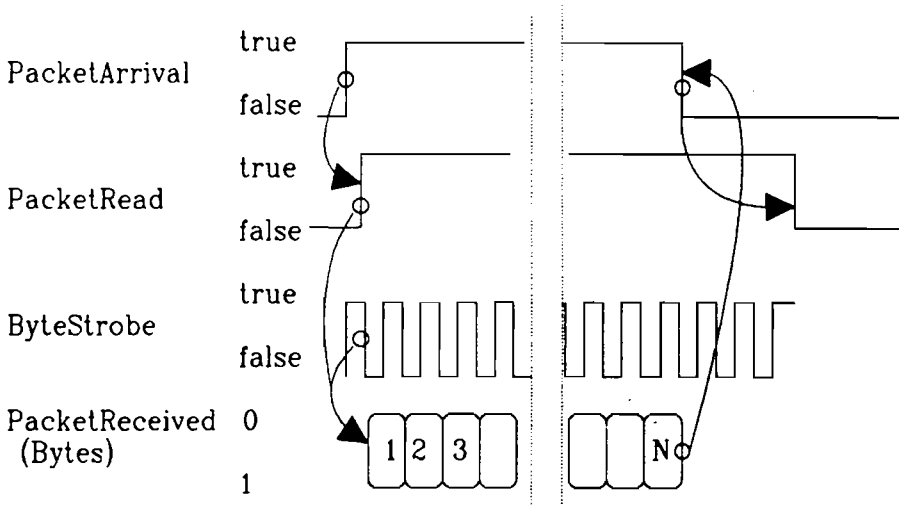 true
PacketArrival
false
true
PacketRead
false
true
ByteStrobe
false
PacketReceived 0
(Bytes)
1
1 2 3 N